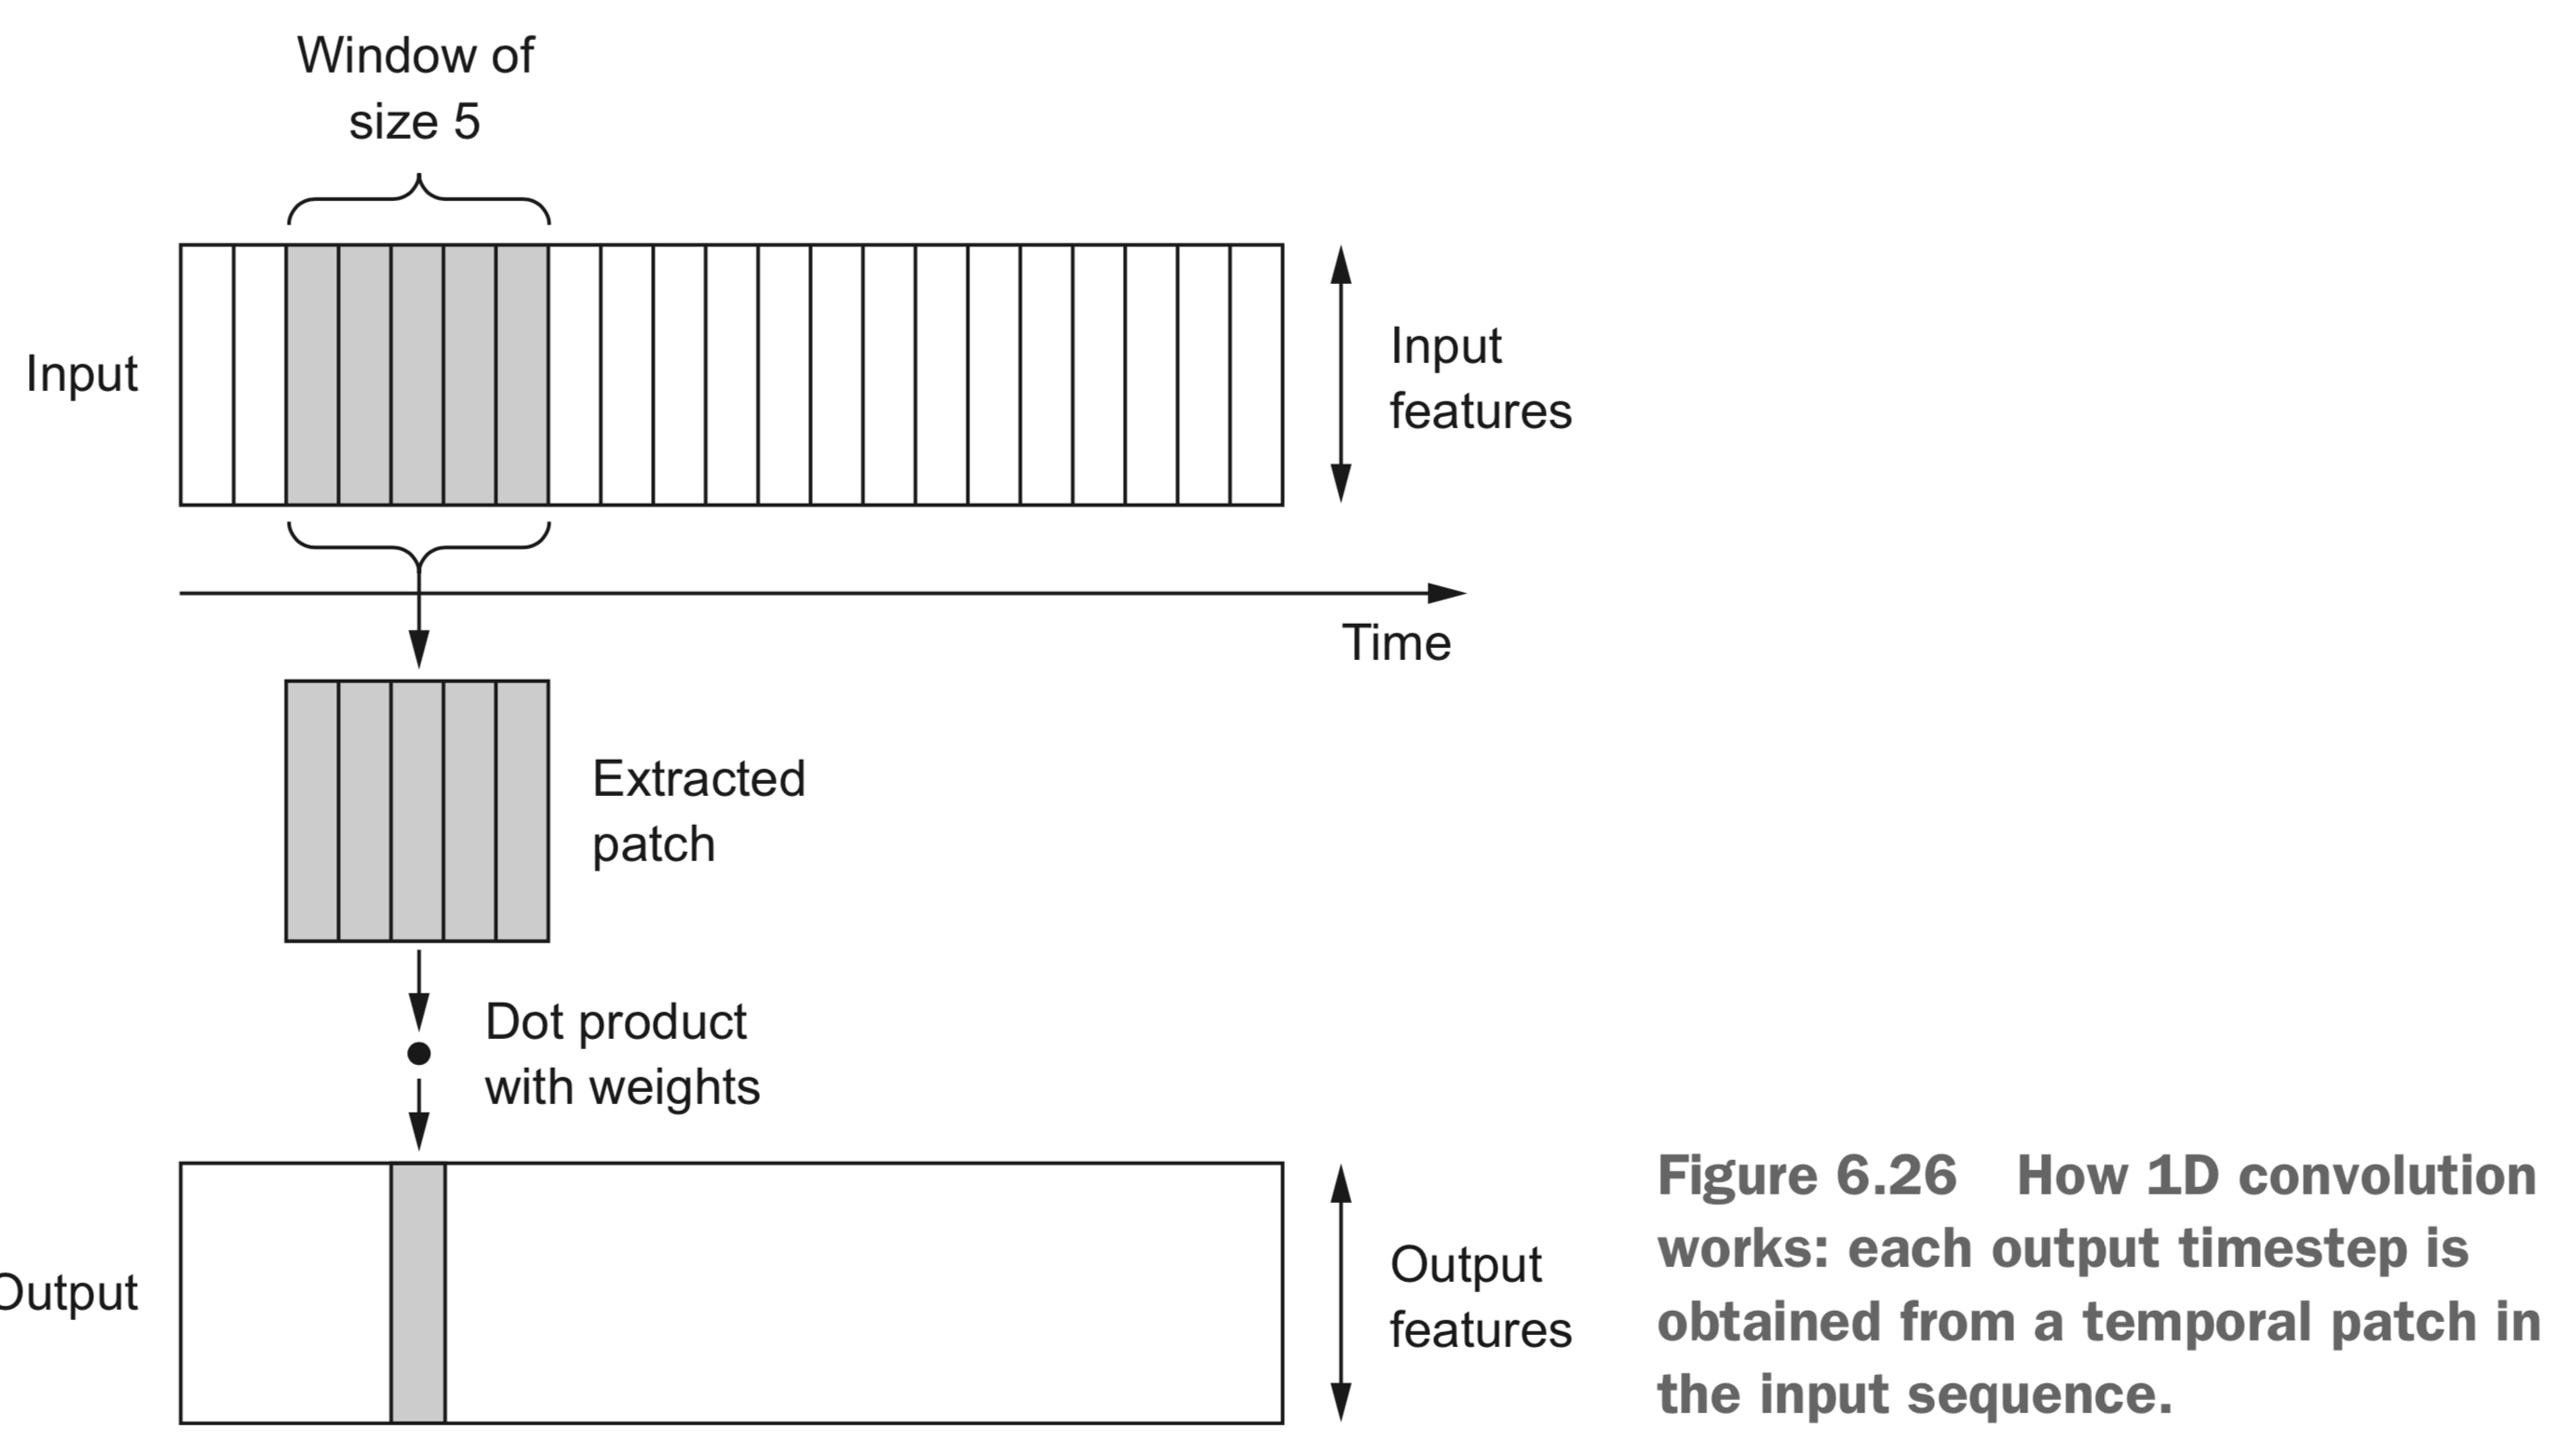 Window of
size 5
Input
Input
features
Time
Extracted
patch
Dot product
with weights
Output
Output
features
Figure 6.26 How 1D convolution
works: each output timestep is
obtained from a temporal patch in
the input sequence.